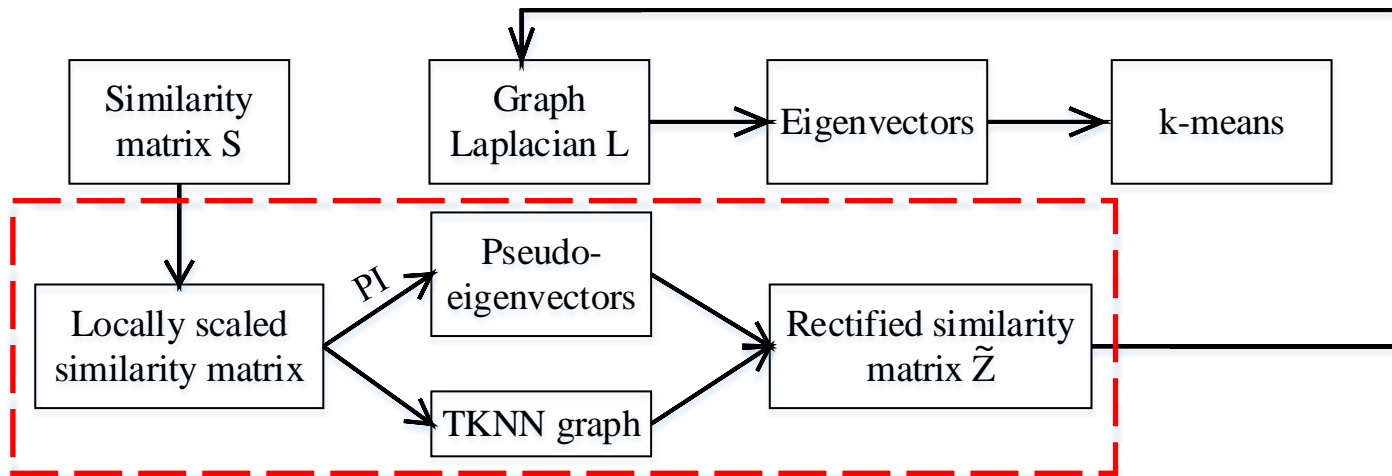 Similarity
matrix S
Graph
Laplacian L
Eigenvectors
k-means
Locally scaled
similarity matrix
PI
Pseudo-
eigenvectors
TKNN graph
Rectified similarity
matrix Z̃